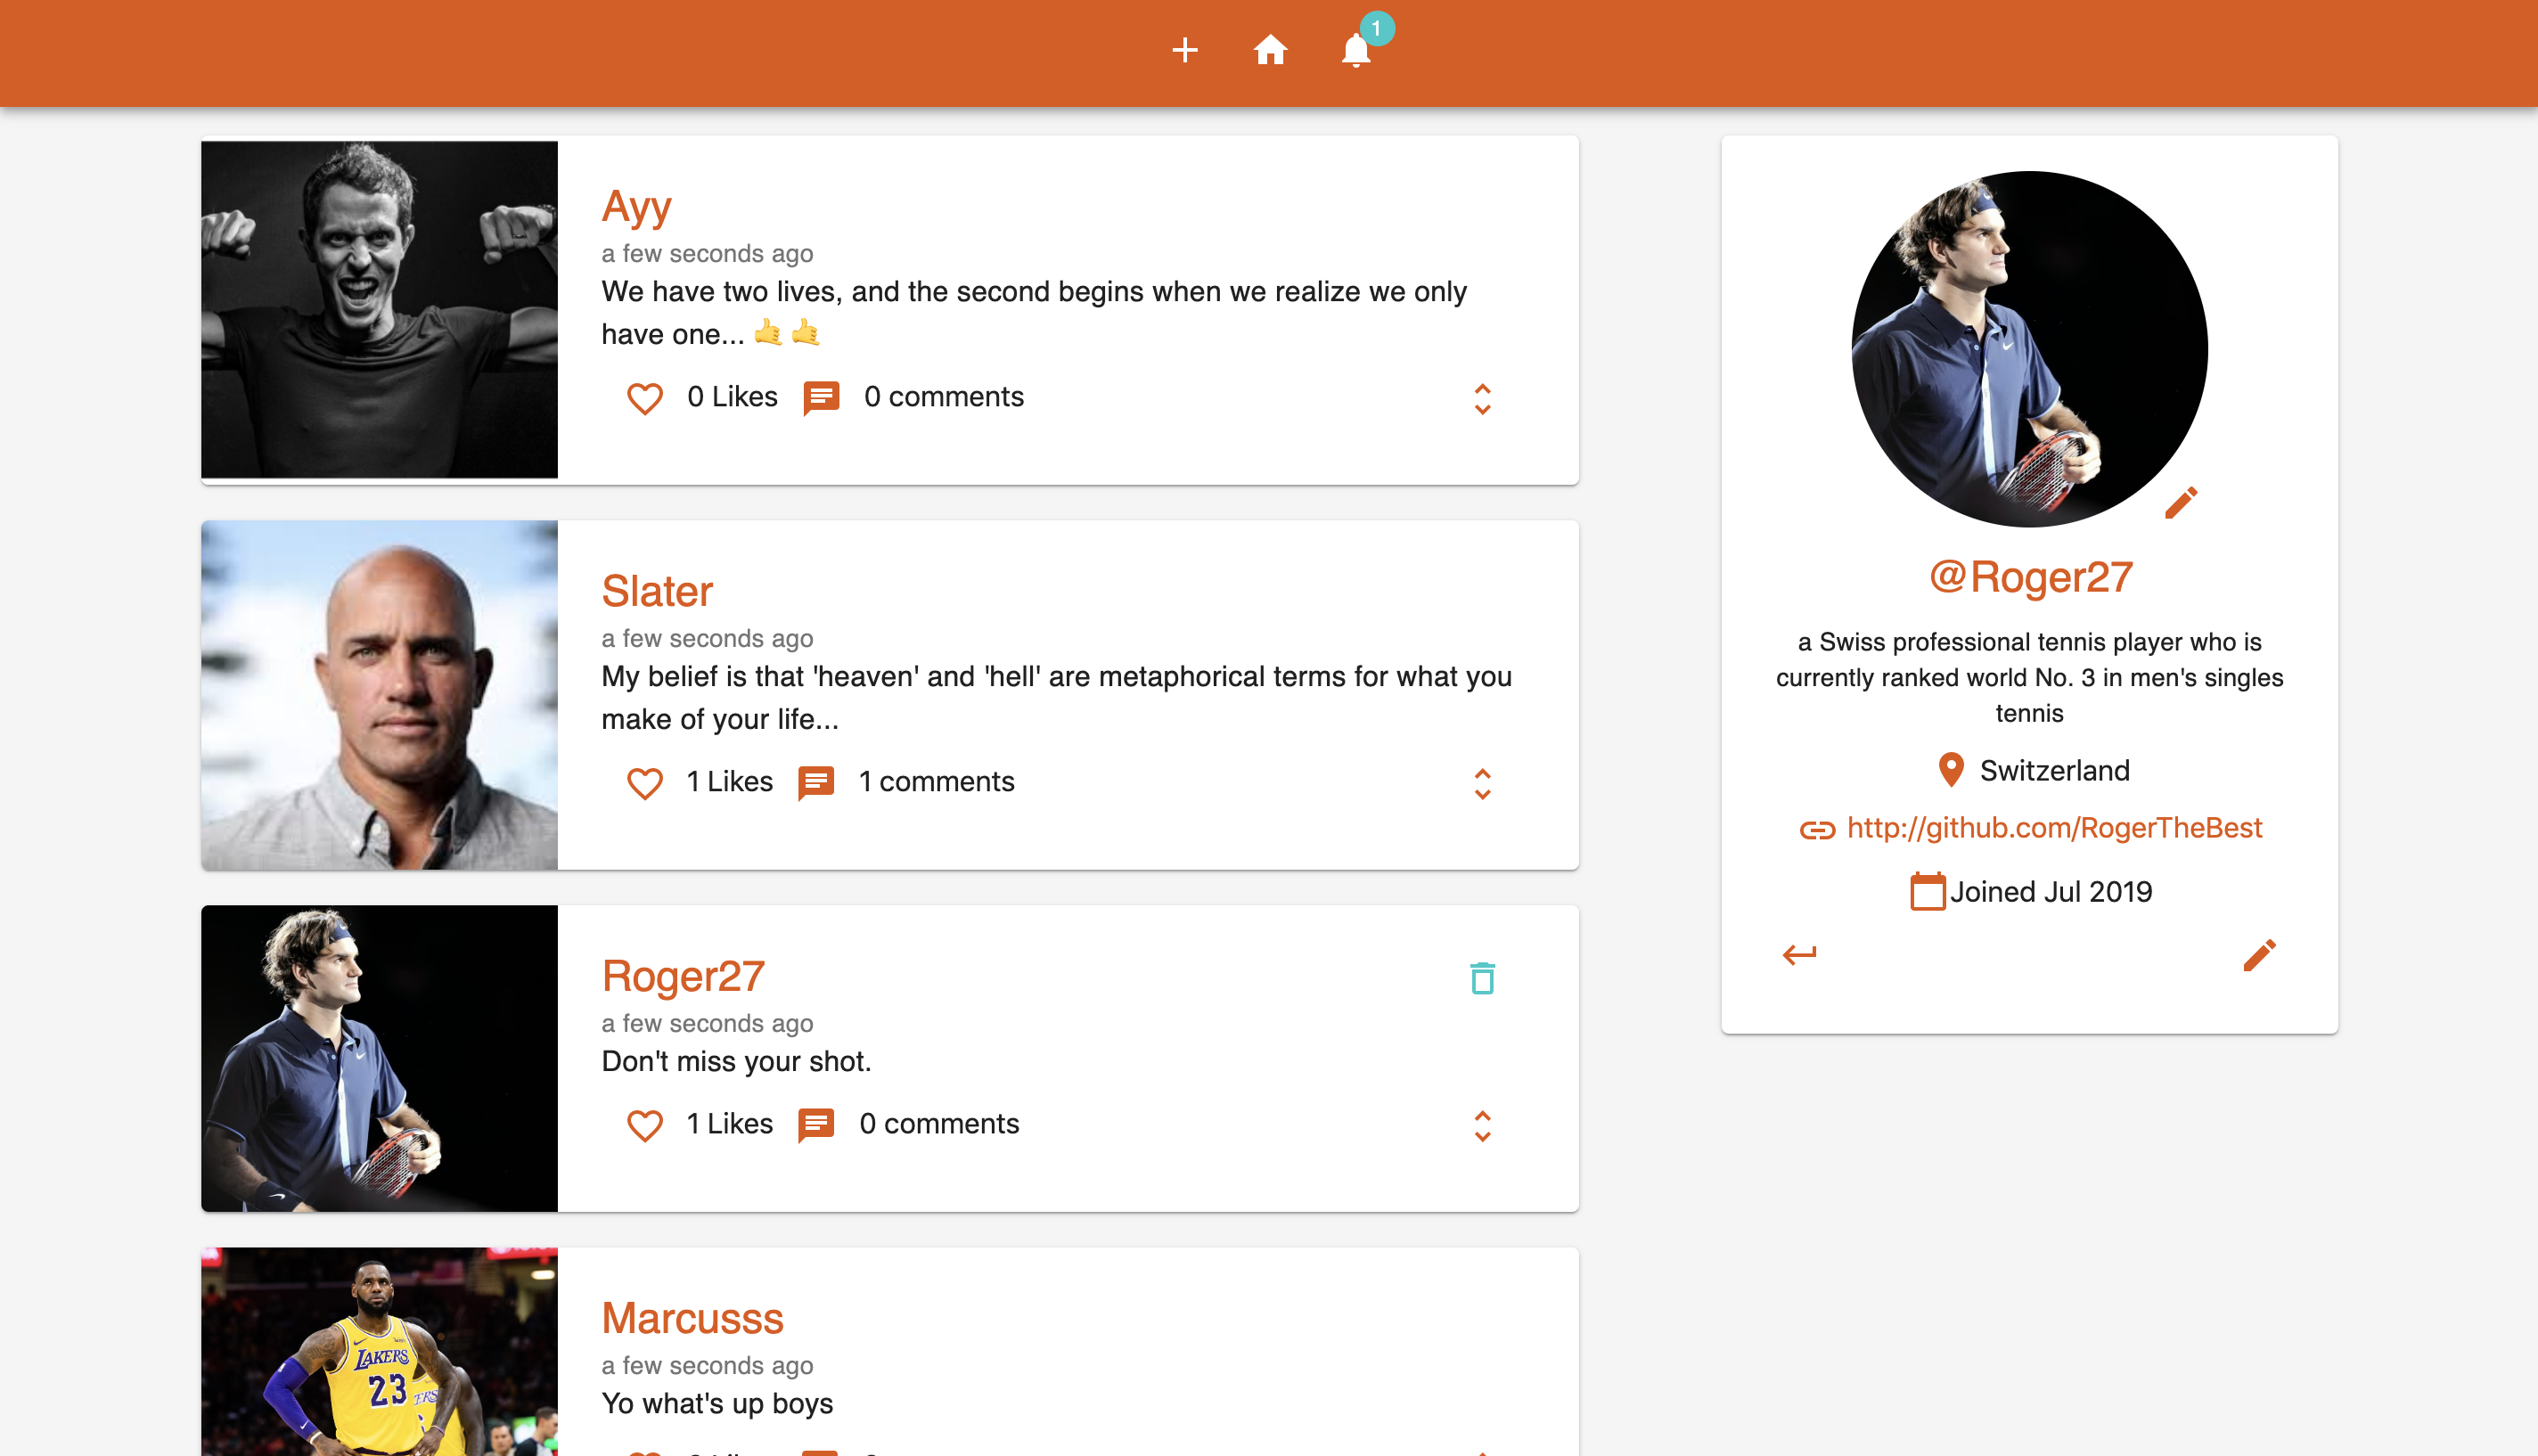 1
Ayy
a few seconds ago
We have two lives, and the second begins when we realize we only
have one... 🤙 🤙
0 Likes 0 comments
Slater
a few seconds ago
My belief is that 'heaven' and 'hell' are metaphorical terms for what you
make of your life...
1 Likes 1 comments
Roger27
a few seconds ago
Don't miss your shot.
1 Likes 0 comments
Marcusss
a few seconds ago
Yo what's up boys
LAKERS
23
@Roger27
a Swiss professional tennis player who is
currently ranked world No. 3 in men's singles
tennis
Switzerland
http://github.com/RogerTheBest
Joined Jul 2019